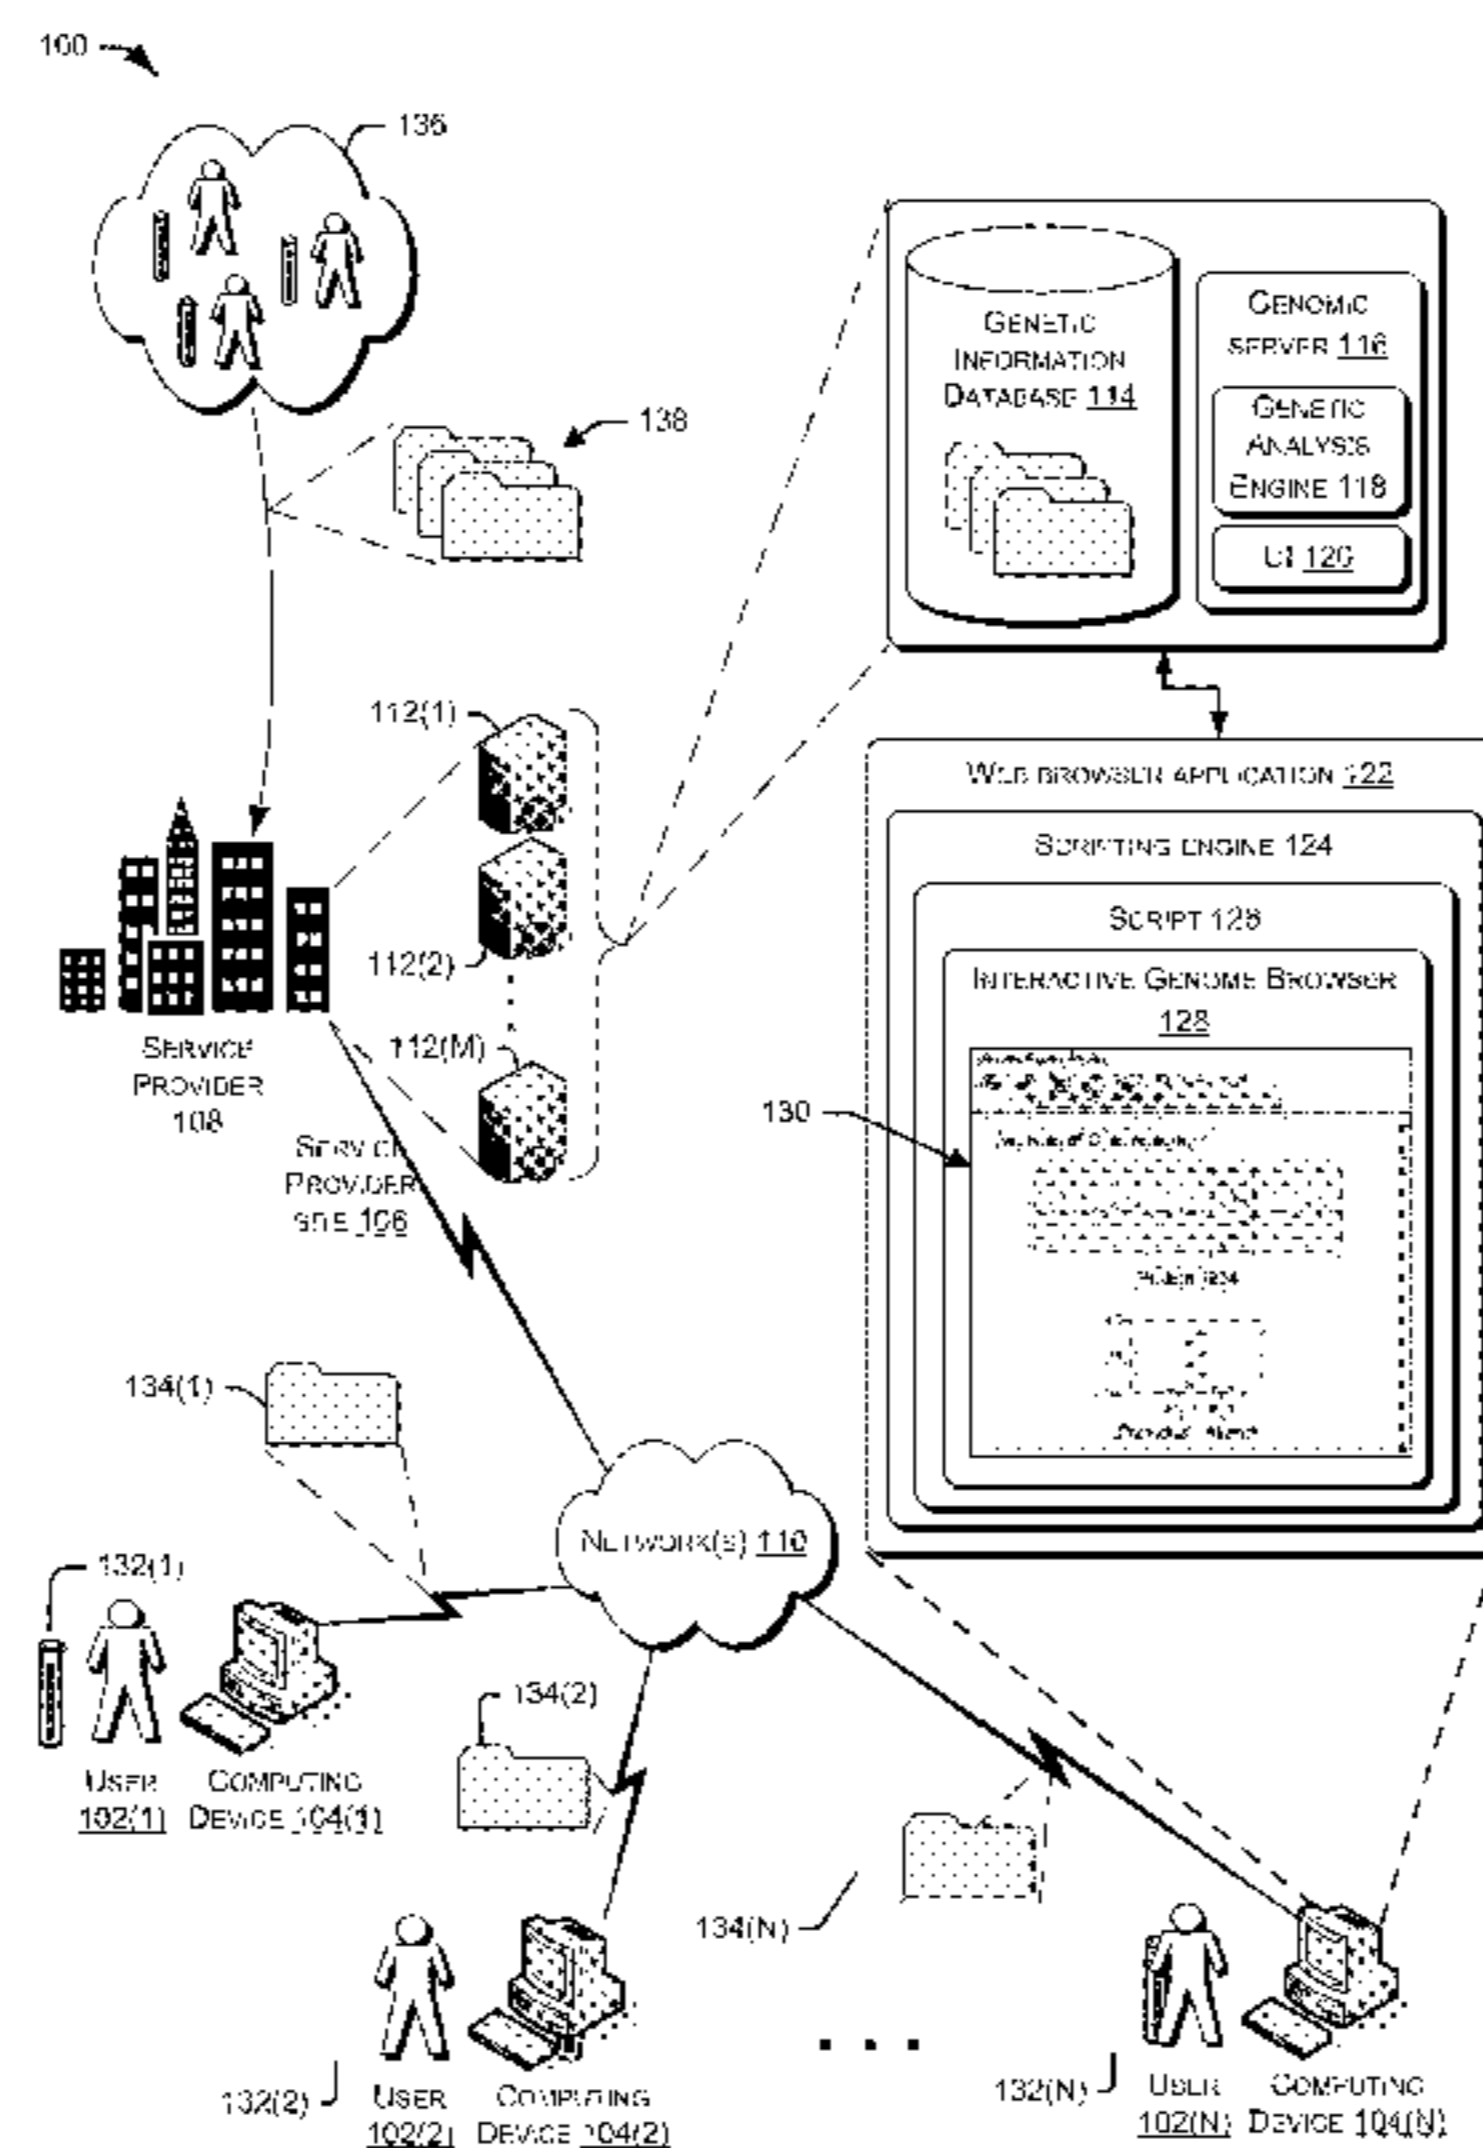 100
136
138
GENETIC
INFORMATION
DATABASE 114
GENOMIC
SERVER 116
GENETIC
ANALYSIS
ENGINE 118
UI 120
112(1)
112(2)
112(M)
SERVICE
PROVIDER
108
SERVICE
PROVIDER
SITE 106
WEB BROWSER APPLICATION 122
SCRIPTING ENGINE 124
SCRIPT 126
INTERACTIVE GENOME BROWSER
128
130
134(1)
NETWORK(S) 110
132(1)
USER
102(1)
COMPUTING
DEVICE 104(1)
134(2)
134(N)
132(2)
USER
102(2)
COMPUTING
DEVICE 104(2)
. . .
132(N)
USER
102(N)
COMPUTING
DEVICE 104(N)